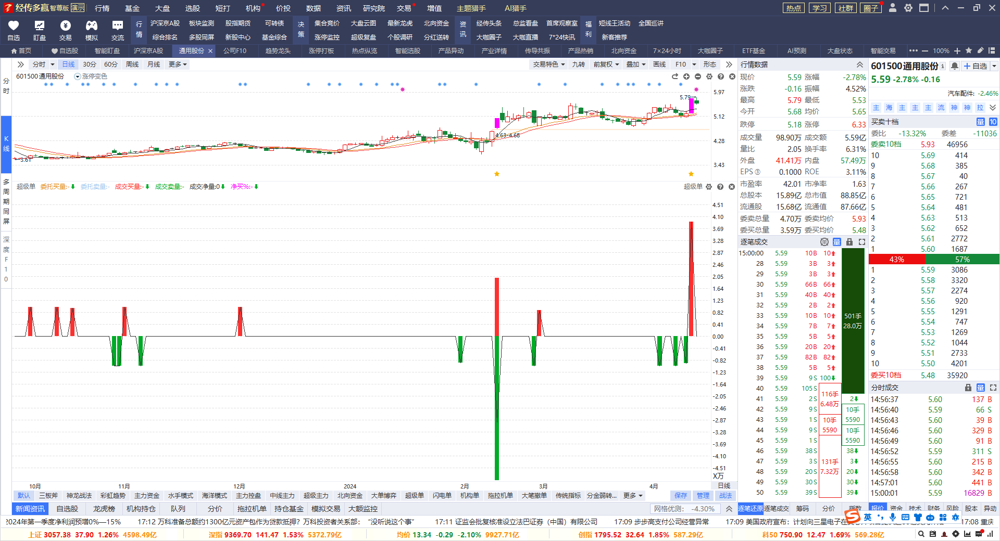 经传多赢 智尊版 演示 行情 基金 大盘 选股 短打 机构 价投 数据 资讯 研究院 交易 增值 主题猎手 AI猎手 热点 学习 社群 圈子
自选 盯盘 交易 模拟 交流
行情 沪深京A股 板块监测 股指期货 可转债 决策 集合竞价 大盘云图 最新龙虎 北向资金 资讯 经传头条 总监看盘 首席观察室 福利 短线王活动 全国巡讲
综合排名 多股同屏 新股中心 基金综合 涨停监控 超级复盘 个股调研 分红送转 大咖圈子 大咖直播 7*24快讯 新客推荐
首页 自选股 智能盯盘 沪深京A股 通用股份 公司F10 趋势龙头 涨停打板 热点纵览 智能选股 产品异动 产业详情 传导共振 产品热销 北向资金 7×24小时 大咖圈子 ETF基金 AI预测 大盘状态 智能交易 100%
分时 日线 30分 60分 周线 月线 更多 交易特色 九转 前复权 叠加 画线 F10 形态
分时
K线
多周期同屏
深度F10
601500 通用股份 涨停变色
5.97
5.12
4.28
3.43
5.79
4.63-4.68
3.61
超级单 委托买量:- 委托卖量:- 成交买量:- 成交卖量:- 成交净量:0 净买%:- 超级单
4.51
4.10
3.69
3.28
2.87
2.46
2.05
1.64
1.23
0.82
0.41
0.00
-0.41
-0.82
-1.23
-1.64
-2.05
-2.46
-2.87
-3.28
-3.69
-4.10
-4.51
X万
10月 11月 12月 2024 2月 3月 4月 日线
默认 三板斧 神龙战法 彩虹趋势 主力资金 水手模式 海洋模式 主力控盘 中线主力 超级主力 北向资金 大单博弈 超级单 闪电单 机构单 拖拉机单 大笔撤单 传统指标 分金弱转... 更多 保存 管理 战法
新闻资讯 自选股 龙虎榜 机构持仓 队列 分价 拖拉机单 持仓基金 模拟交易 大额监控 网格优测: -4.30%
行情数据
现价 5.59 涨幅 -2.78%
涨跌 -0.16 振幅 4.52%
最高 5.79 最低 5.53
今开 5.68 均价 5.65
跌停 5.18 涨停 6.33
成交量 98.90万 成交额 5.59亿
量比 2.05 换手率 6.31%
外盘 41.41万 内盘 57.49万
EPS③ 0.1000 ROE 3.11%
市盈率 42.01 市净率 1.63
总股本 15.89亿 总市值 88.85亿
流通股 15.68亿 流通值 87.66亿
委卖总量 4.70万 委卖均价 5.93
委买总量 3.59万 委买均价 5.48
逐笔成交 单 量
15:00:00 5.59 10B 10
28 5.59 3B 3
29 5.59 3B 3
30 5.59 66B 66
31 5.59 40B 40
32 5.59 2B 2
33 5.59 10B 10
34 5.59 7B 7
35 5.59 5B 5
36 5.59 20B 20
37 5.59 82B 82
38 5.59 5B 5
39 5.59 9S 100
40 5.59 105S
41 5.59 2S 2
42 5.59 9S
43 5.59 1S
44 5.59 9S
45 5.59 1S
46 5.59 38S 38
47 5.59 3S 3
48 5.59 20S 20
49 5.59 30S 30
50 5.59 39S 39
501手
28.0万
116手
6.48万
10手
5590
131手
7.32万
10手
5590
10手
5590
逐笔还原 逐笔成交 筹码 分价 指数
601500 通用股份 自选
5.59 -2.78% -0.16
汽车配件: -2.46%
主 海 主 主 主 流 神 神 拉
买卖十档 量 10
委比 -13.32% 委差 -11036
委卖10档 5.93 46956
10 5.69 414
9 5.68 385
8 5.67 40
7 5.66 267
6 5.65 721
5 5.64 481
4 5.63 513
3 5.62 652
2 5.61 2772
1 5.60 1687
43% 57%
1 5.59 3086
2 5.58 3320
3 5.57 2274
4 5.56 920
5 5.55 1291
6 5.54 747
7 5.53 1269
8 5.52 1044
9 5.51 2733
10 5.50 4201
委买10档 5.48 35920
分时成交 量
14:56:37 5.60 137 B
14:56:40 5.59 66 S
14:56:43 5.60 39 B
14:56:46 5.60 329 B
14:56:49 5.60 91 B
14:56:52 5.59 311 S
14:56:55 5.60 215 B
14:56:58 5.60 342 B
14:57:01 5.60 441 B
15:00:01 5.59 16829 B
报价 资金 技术 财务 风险 股本 异动
英
2024年第一季度净利润预增0%—15% 17:12 万科准备总额约1300亿元资产包作为贷款抵押？万科投资者关系部：“没听说这个事” 17:11 证监会批复核准设立法巴证券（中国）有限公司 17:09 步步高支付公司经营异常 17:09 美国政府宣布：计划向三星电子在 17:08 重庆
上证 3057.38 37.90 1.26% 4598.49亿 深指 9369.70 141.47 1.53% 5372.79亿 均价 13.34 -0.29 -2.10% 9927.71亿 创指 1795.52 32.64 1.85% 587.29亿 科50 750.90 12.47 1.69% 569.28亿